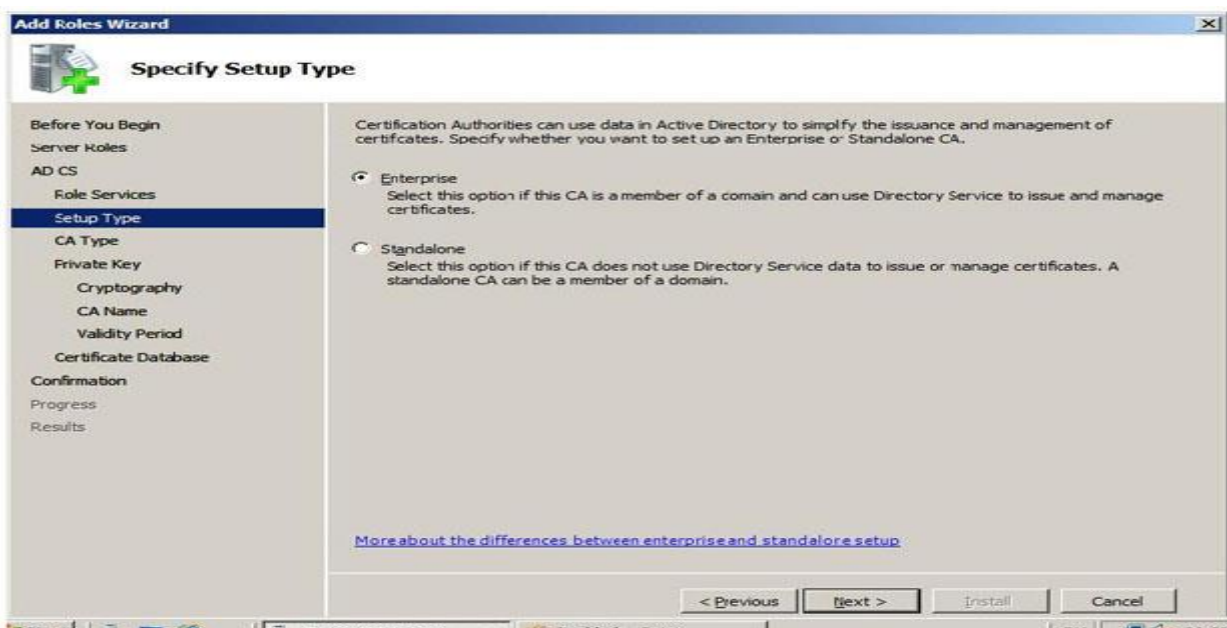 Add Roles Wizard
Specify Setup Type
Before You Begin
Server Roles
AD CS
Role Services
Setup Type
CA Type
Private Key
Cryptography
CA Name
Validity Period
Certificate Database
Confirmation
Progress
Results
Certification Authorities can use data in Active Directory to simplify the issuance and management of
certifcates. Specify whether you want to set up an Enterprise or Standalone CA.
Enterprise
Select this option if this CA is a member of a domain and can use Directory Service to issue and manage
certificates.
Standalone
Select this option if this CA does not use Directory Service data to issue or manage certificates. A
standalone CA can be a member of a domain.
More about the differences between enterprise and standalore setup
< Previous
Next >
Install
Cancel